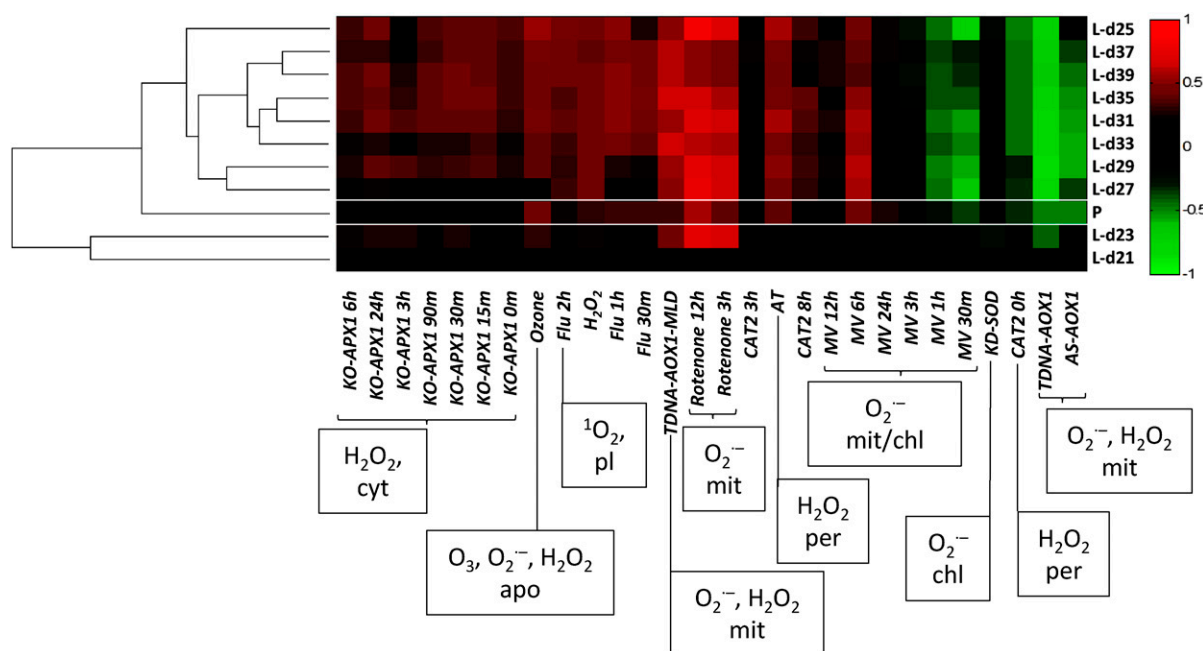 L-d25
L-d37
L-d39
L-d35
L-d31
L-d33
L-d29
L-d27
P
L-d23
L-d21
1
0.5
0
-0.5
-1
KO-APX1 6h
KO-APX1 24h
KO-APX1 3h
KO-APX1 90m
KO-APX1 30m
KO-APX1 15m
KO-APX1 0m
Ozone
Flu 2h
H₂O₂
Flu 1h
Flu 30m
TDNA-AOX1-MLD
Rotenone 12h
Rotenone 3h
CAT2 3h
AT
CAT2 8h
MV 12h
MV 6h
MV 24h
MV 3h
MV 1h
MV 30m
KD-SOD
CAT2 0h
TDNA-AOX1
AS-AOX1
H₂O₂,
cyt
O₃, O₂·⁻, H₂O₂
apo
¹O₂,
pl
O₂·⁻, H₂O₂
mit
O₂·⁻
mit
H₂O₂
per
O₂·⁻
mit/chl
O₂·⁻
chl
H₂O₂
per
O₂·⁻, H₂O₂
mit